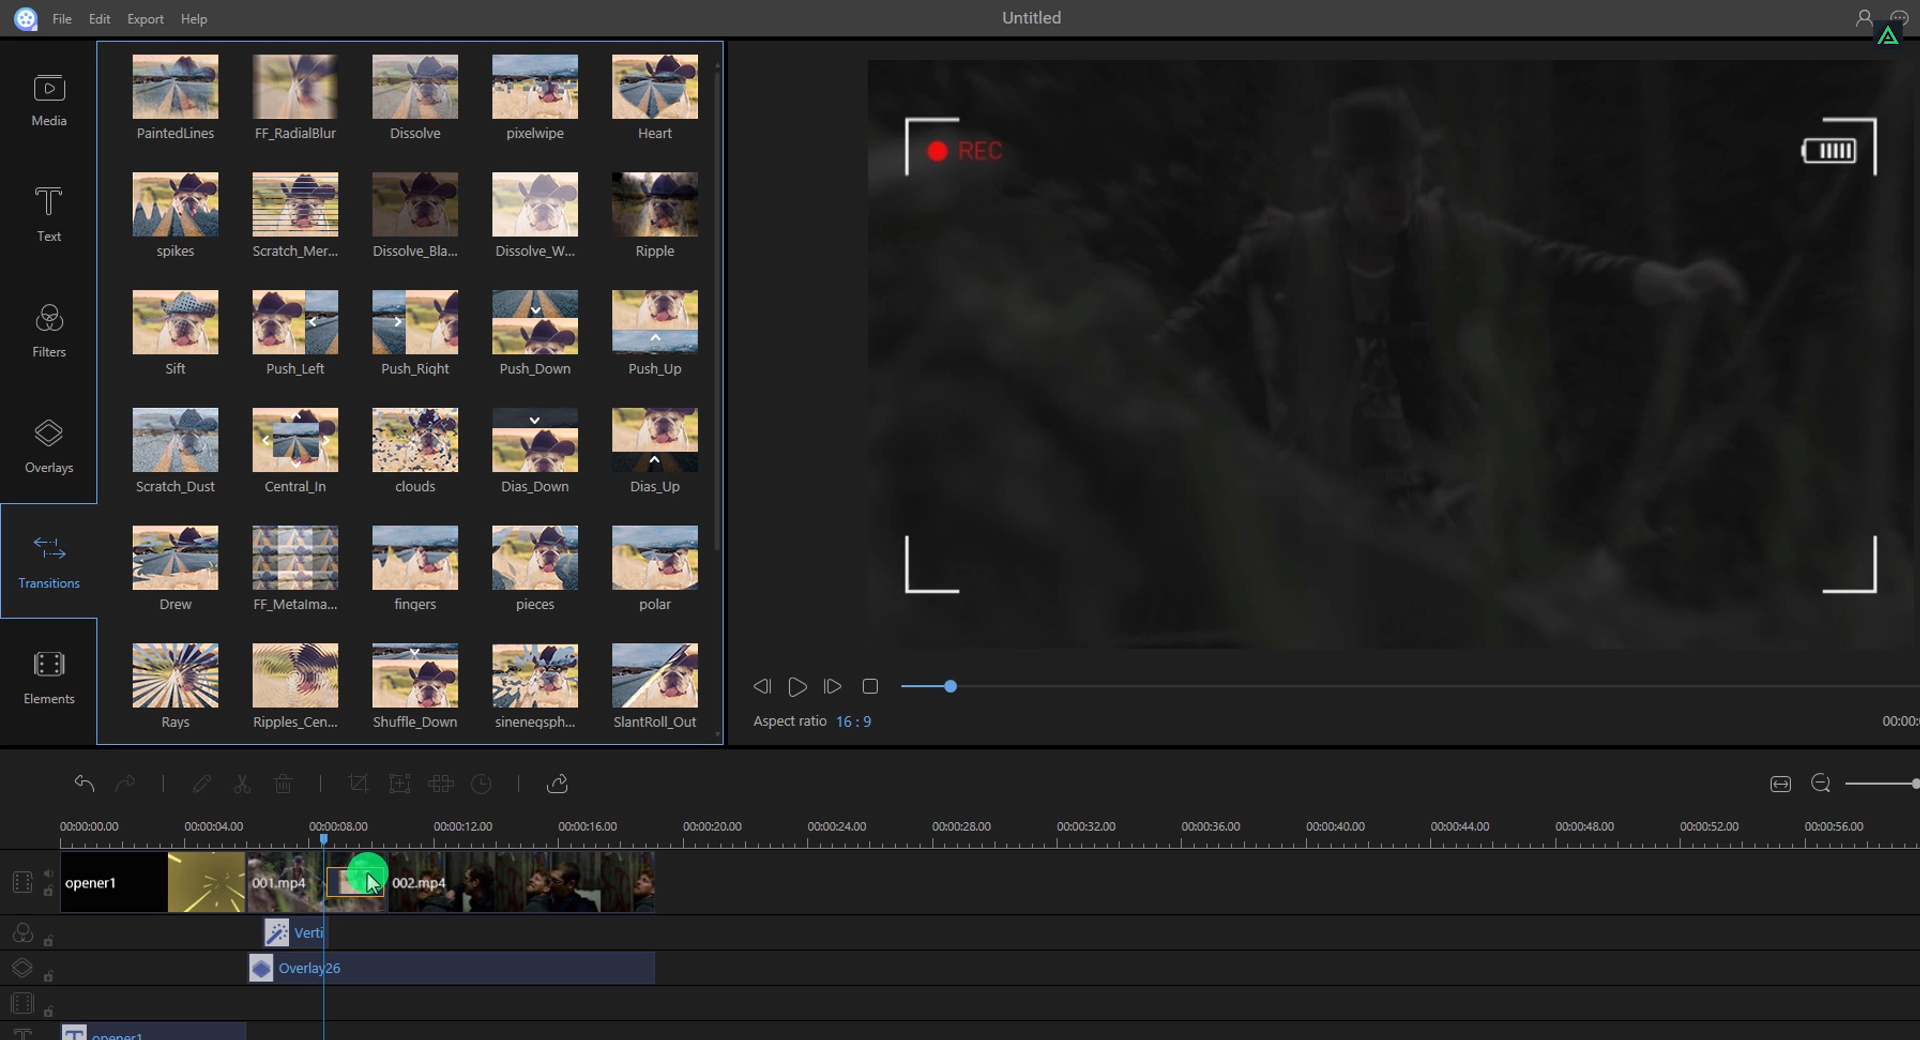 File Edit Export Help
Untitled
Media
Text
Filters
Overlays
Transitions
Elements
PaintedLines FF_RadialBlur Dissolve pixelwipe Heart
spikes Scratch_Mer... Dissolve_Bla... Dissolve_W... Ripple
Sift Push_Left Push_Right Push_Down Push_Up
Scratch_Dust Central_In clouds Dias_Down Dias_Up
Drew FF_MetaIma... fingers pieces polar
Rays Ripples_Cen... Shuffle_Down sinenegsph... SlantRoll_Out
REC
Aspect ratio 16 : 9
00:00:
00:00:00.00 00:00:04.00 00:00:08.00 00:00:12.00 00:00:16.00 00:00:20.00 00:00:24.00 00:00:28.00 00:00:32.00 00:00:36.00 00:00:40.00 00:00:44.00 00:00:48.00 00:00:52.00 00:00:56.00
opener1 001.mp4 002.mp4
Verti
Overlay26
opener1